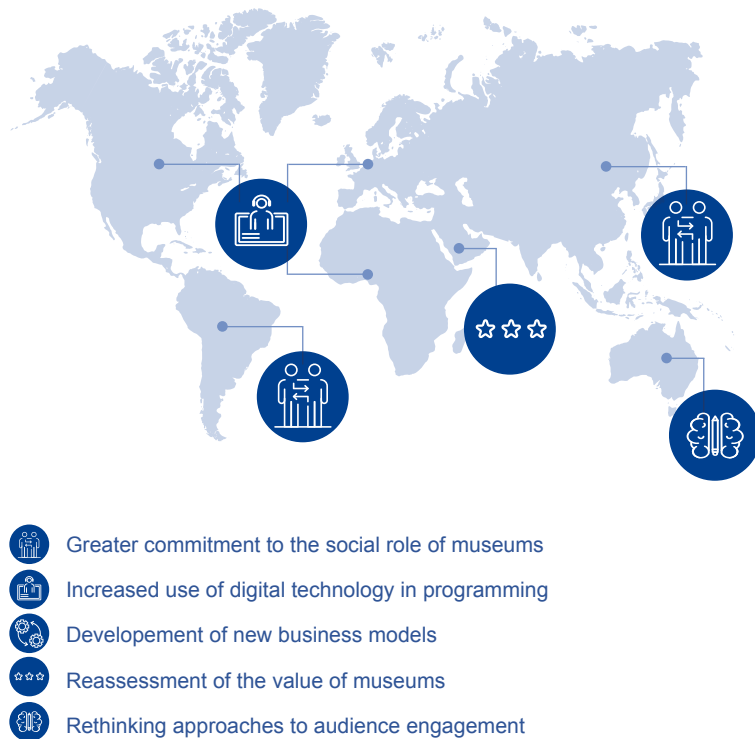 Greater commitment to the social role of museums
Increased use of digital technology in programming
Developement of new business models
Reassessment of the value of museums
Rethinking approaches to audience engagement